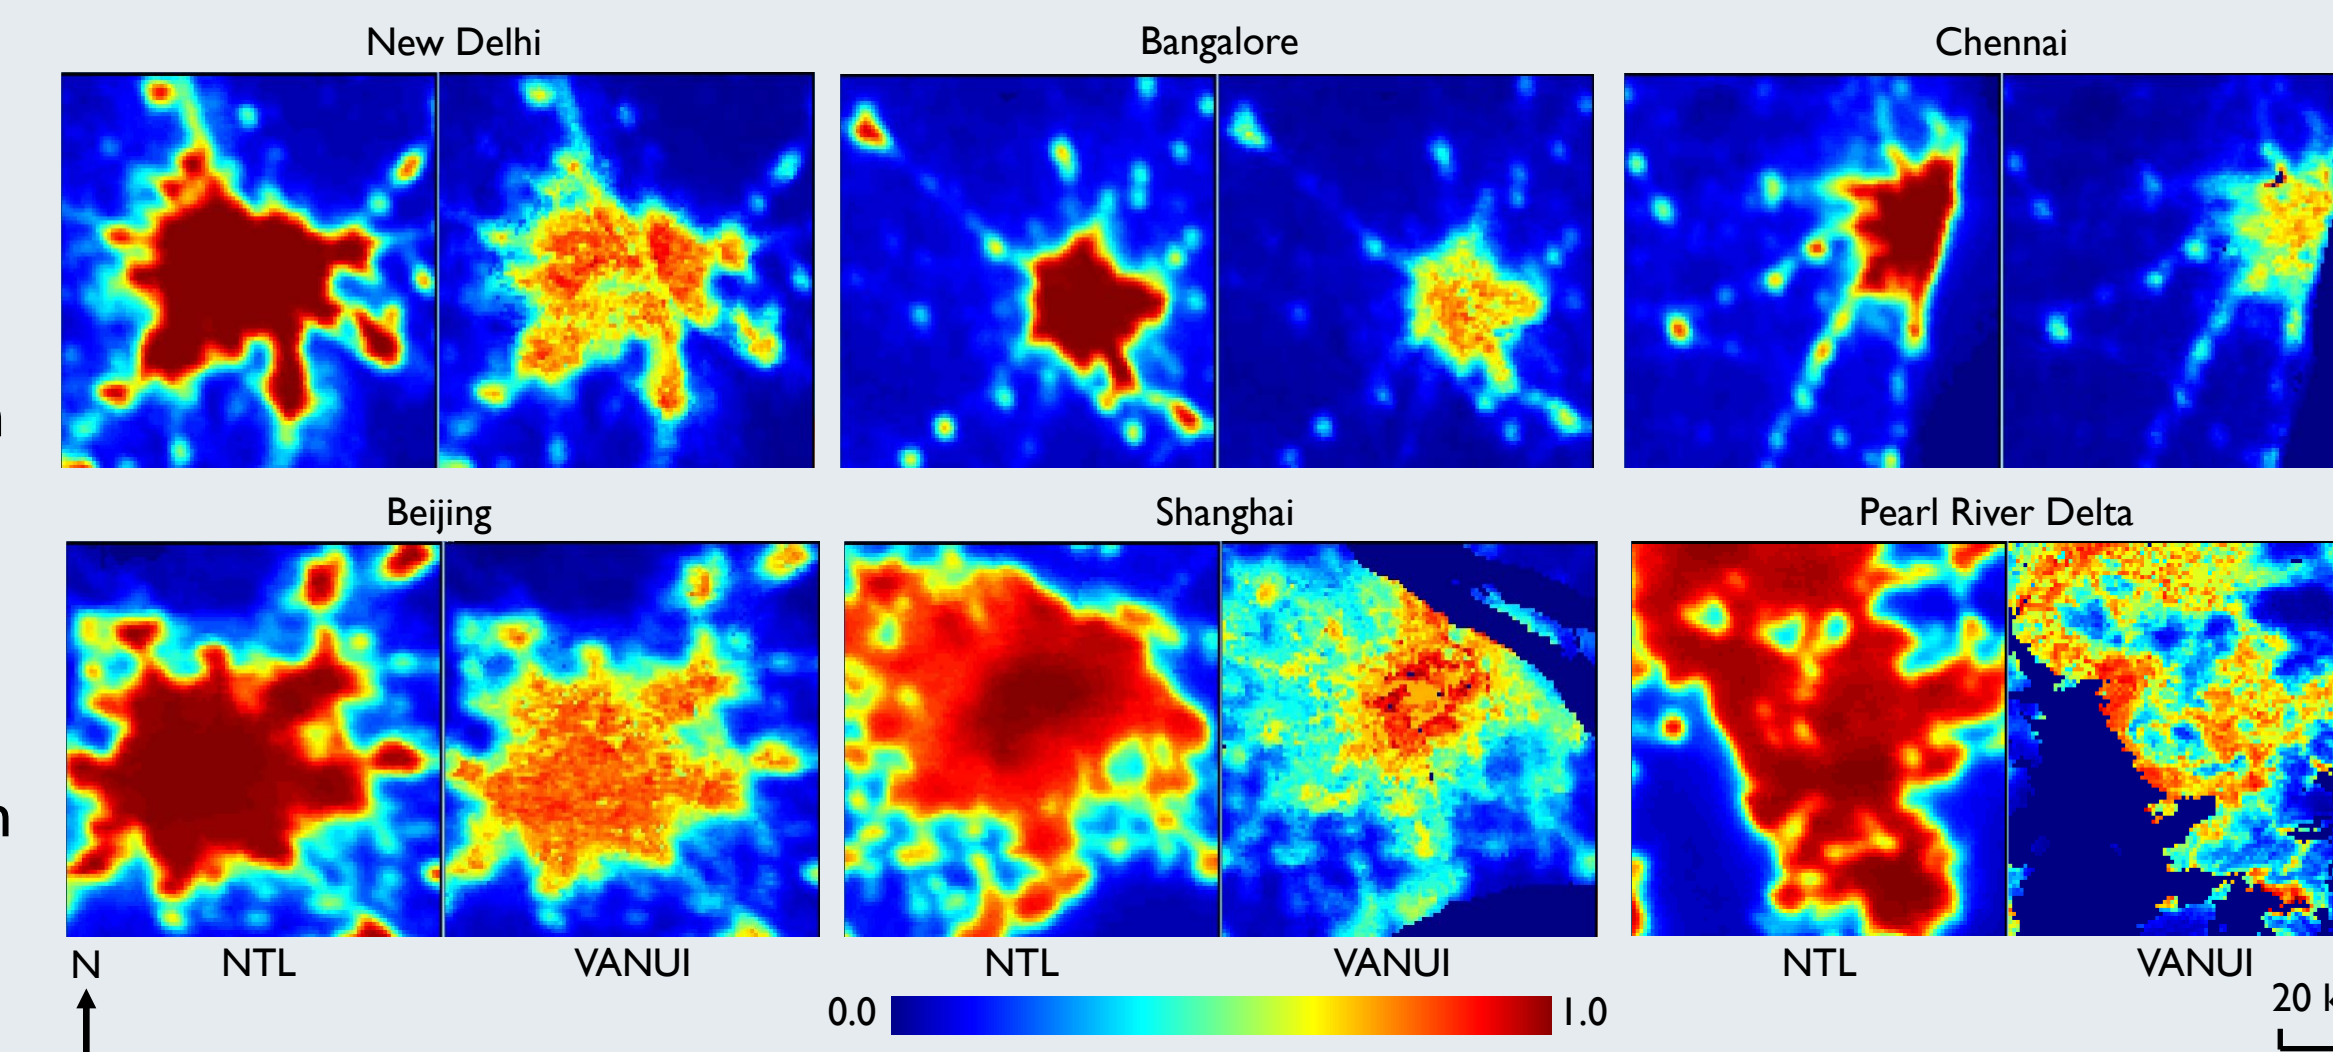 New Delhi
Bangalore
Chennai
Beijing
Shanghai
Pearl River Delta
N
NTL
VANUI
NTL
VANUI
NTL
VANUI
0.0
1.0
20